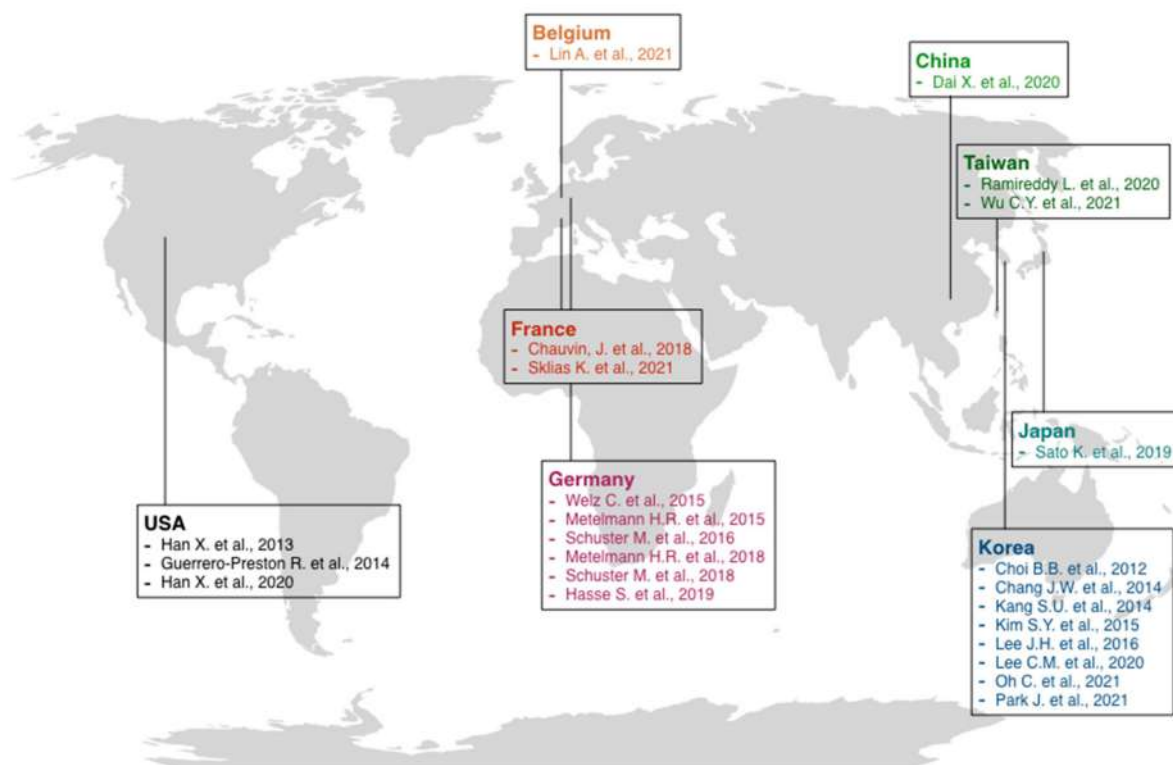 Belgium
- Lin A. et al., 2021
China
- Dai X. et al., 2020
Taiwan
- Ramireddy L. et al., 2020
- Wu C.Y. et al., 2021
France
- Chauvin, J. et al., 2018
- Sklias K. et al., 2021
Japan
- Sato K. et al., 2019
Germany
- Welz C. et al., 2015
- Metelmann H.R. et al., 2015
- Schuster M. et al., 2016
- Metelmann H.R. et al., 2018
- Schuster M. et al., 2018
- Hasse S. et al., 2019
USA
- Han X. et al., 2013
- Guerrero-Preston R. et al., 2014
- Han X. et al., 2020
Korea
- Choi B.B. et al., 2012
- Chang J.W. et al., 2014
- Kang S.U. et al., 2014
- Kim S.Y. et al., 2015
- Lee J.H. et al., 2016
- Lee C.M. et al., 2020
- Oh C. et al., 2021
- Park J. et al., 2021